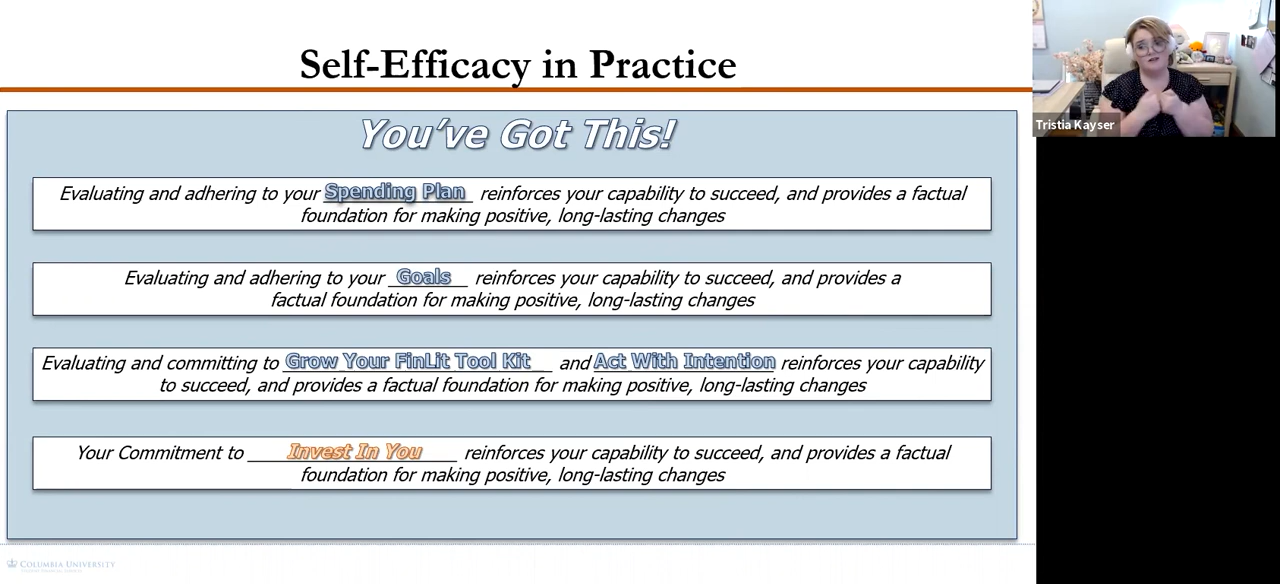 Self-Efficacy in Practice
Tristia Kayser
You've Got This!
Evaluating and adhering to your Spending Plan reinforces your capability to succeed, and provides a factual
foundation for making positive, long-lasting changes
Evaluating and adhering to your Goals reinforces your capability to succeed, and provides a
factual foundation for making positive, long-lasting changes
Evaluating and committing to Grow Your FinLit Tool Kit and Act With Intention reinforces your capability
to succeed, and provides a factual foundation for making positive, long-lasting changes
Your Commitment to Invest In You reinforces your capability to succeed, and provides a factual
foundation for making positive, long-lasting changes
COLUMBIA UNIVERSITY